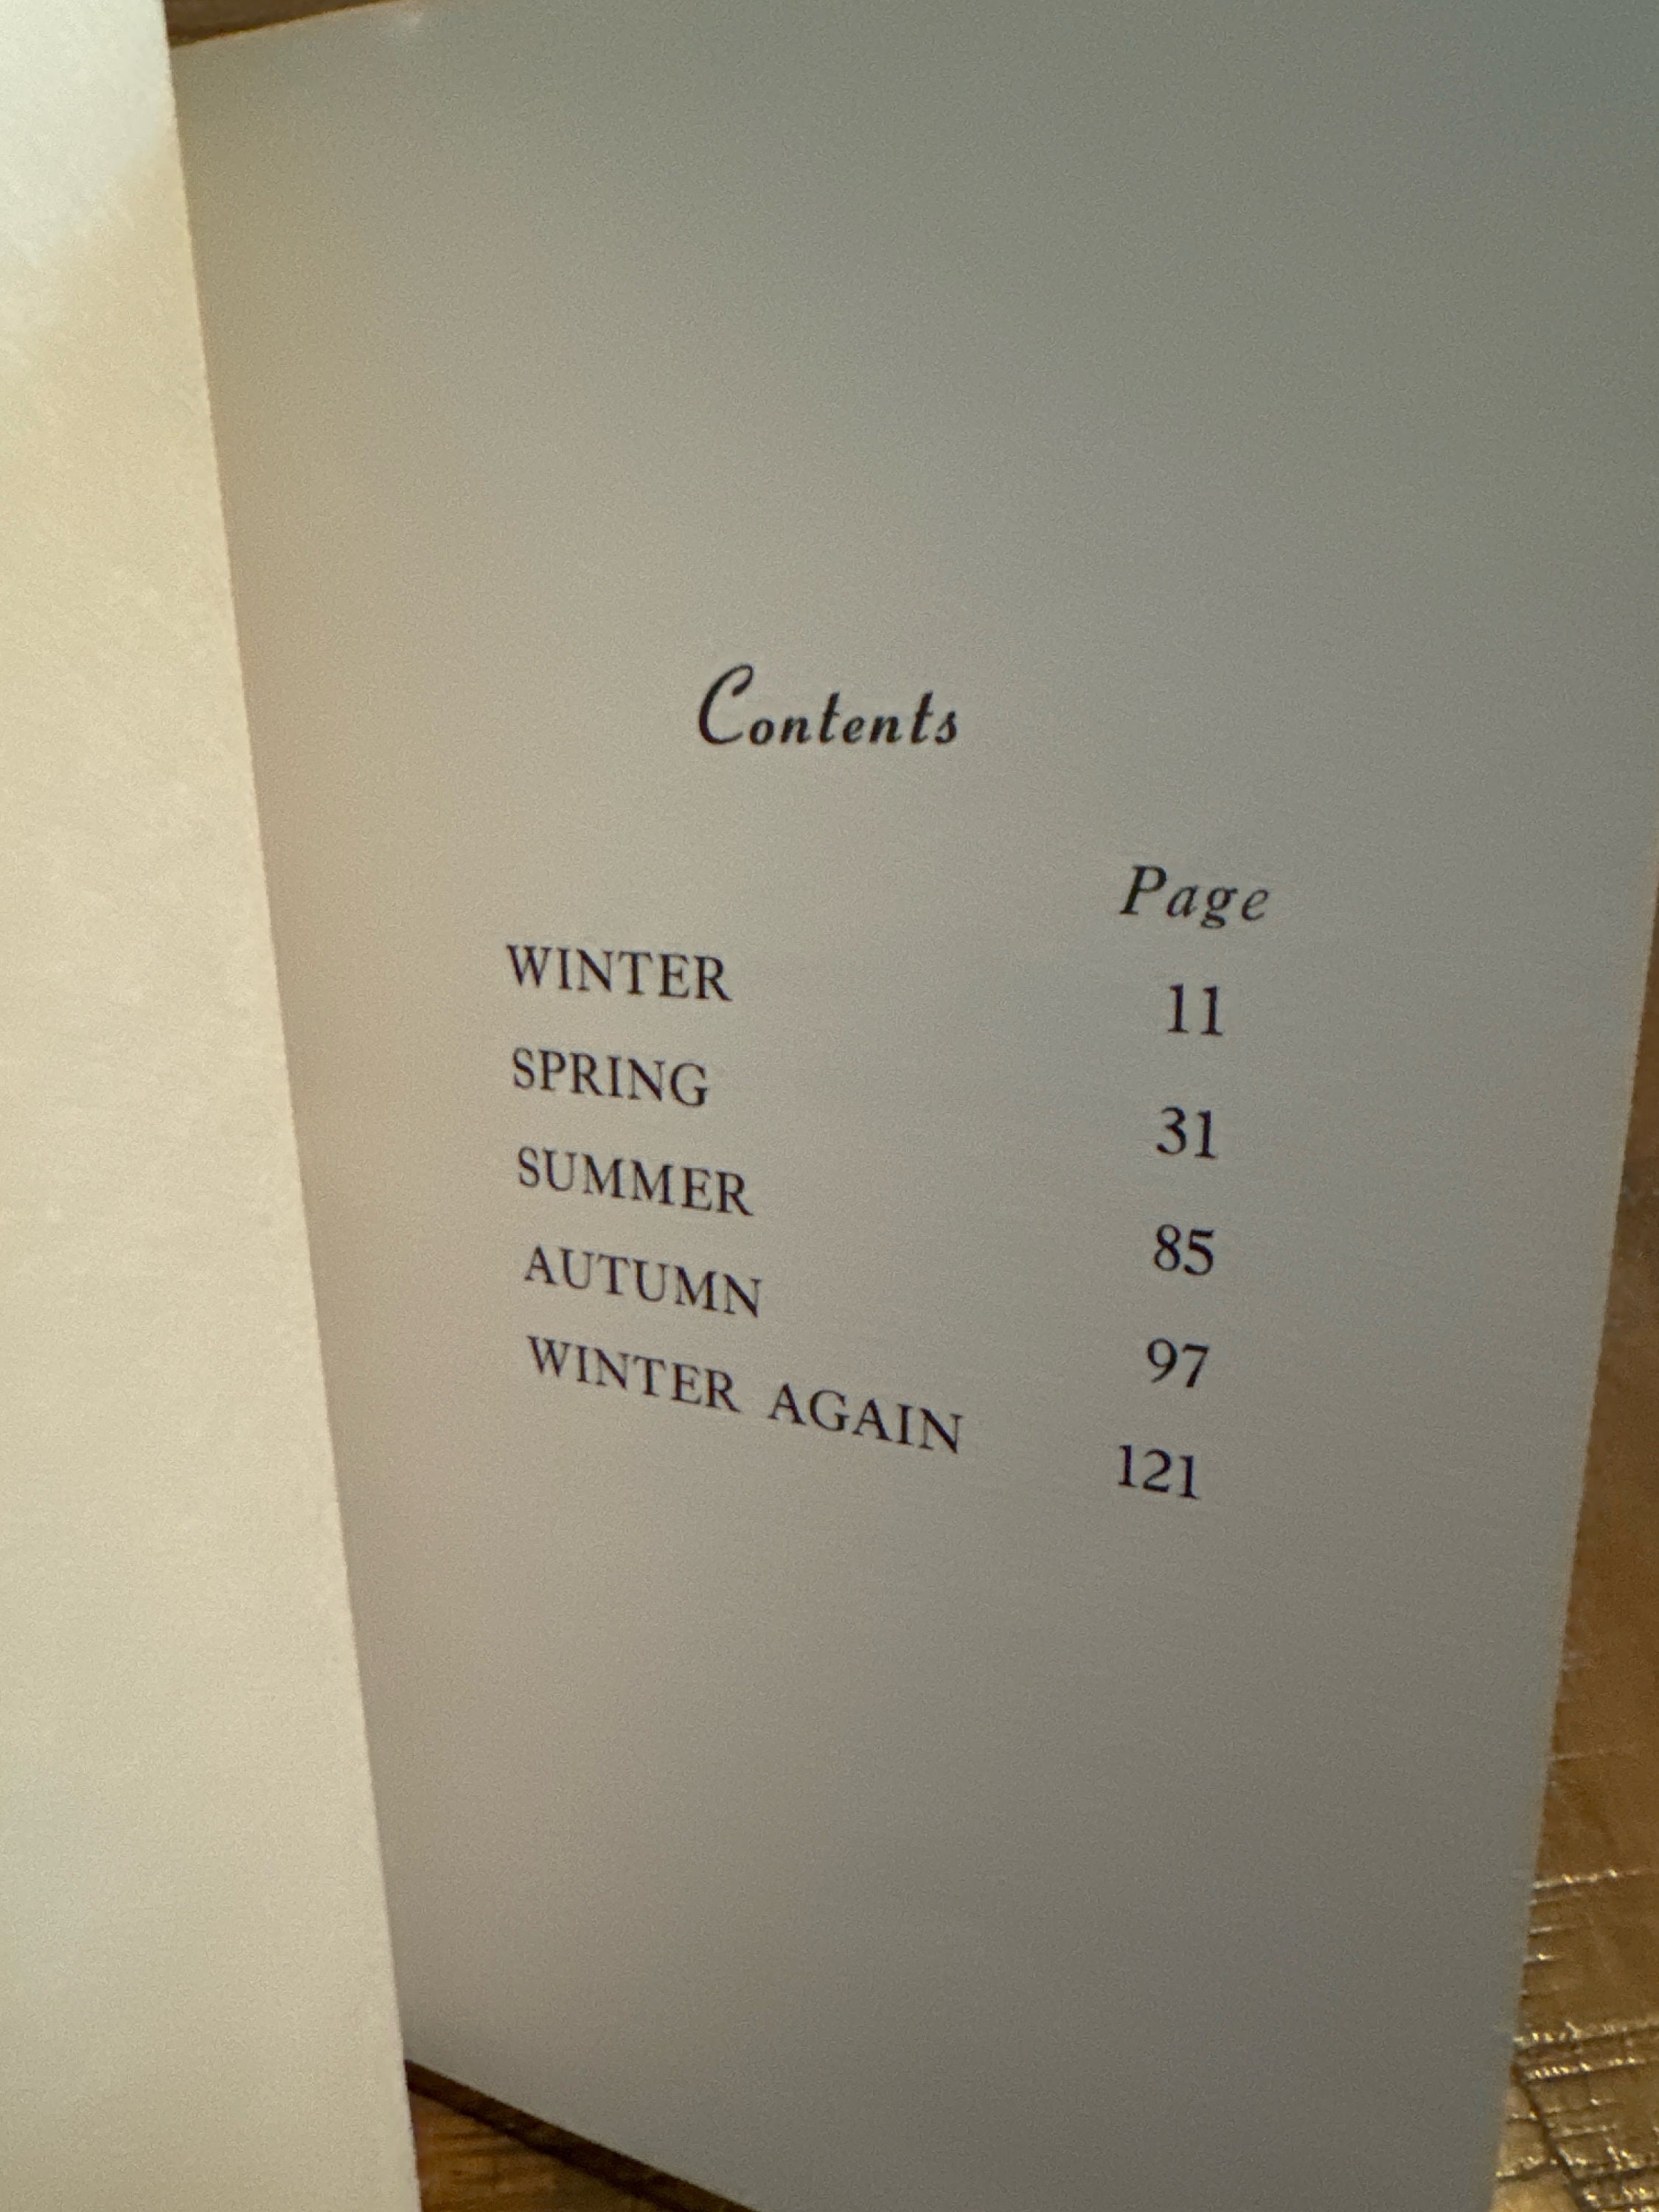 Contents
Page
WINTER 11
SPRING 31
SUMMER 85
AUTUMN 97
WINTER AGAIN 121